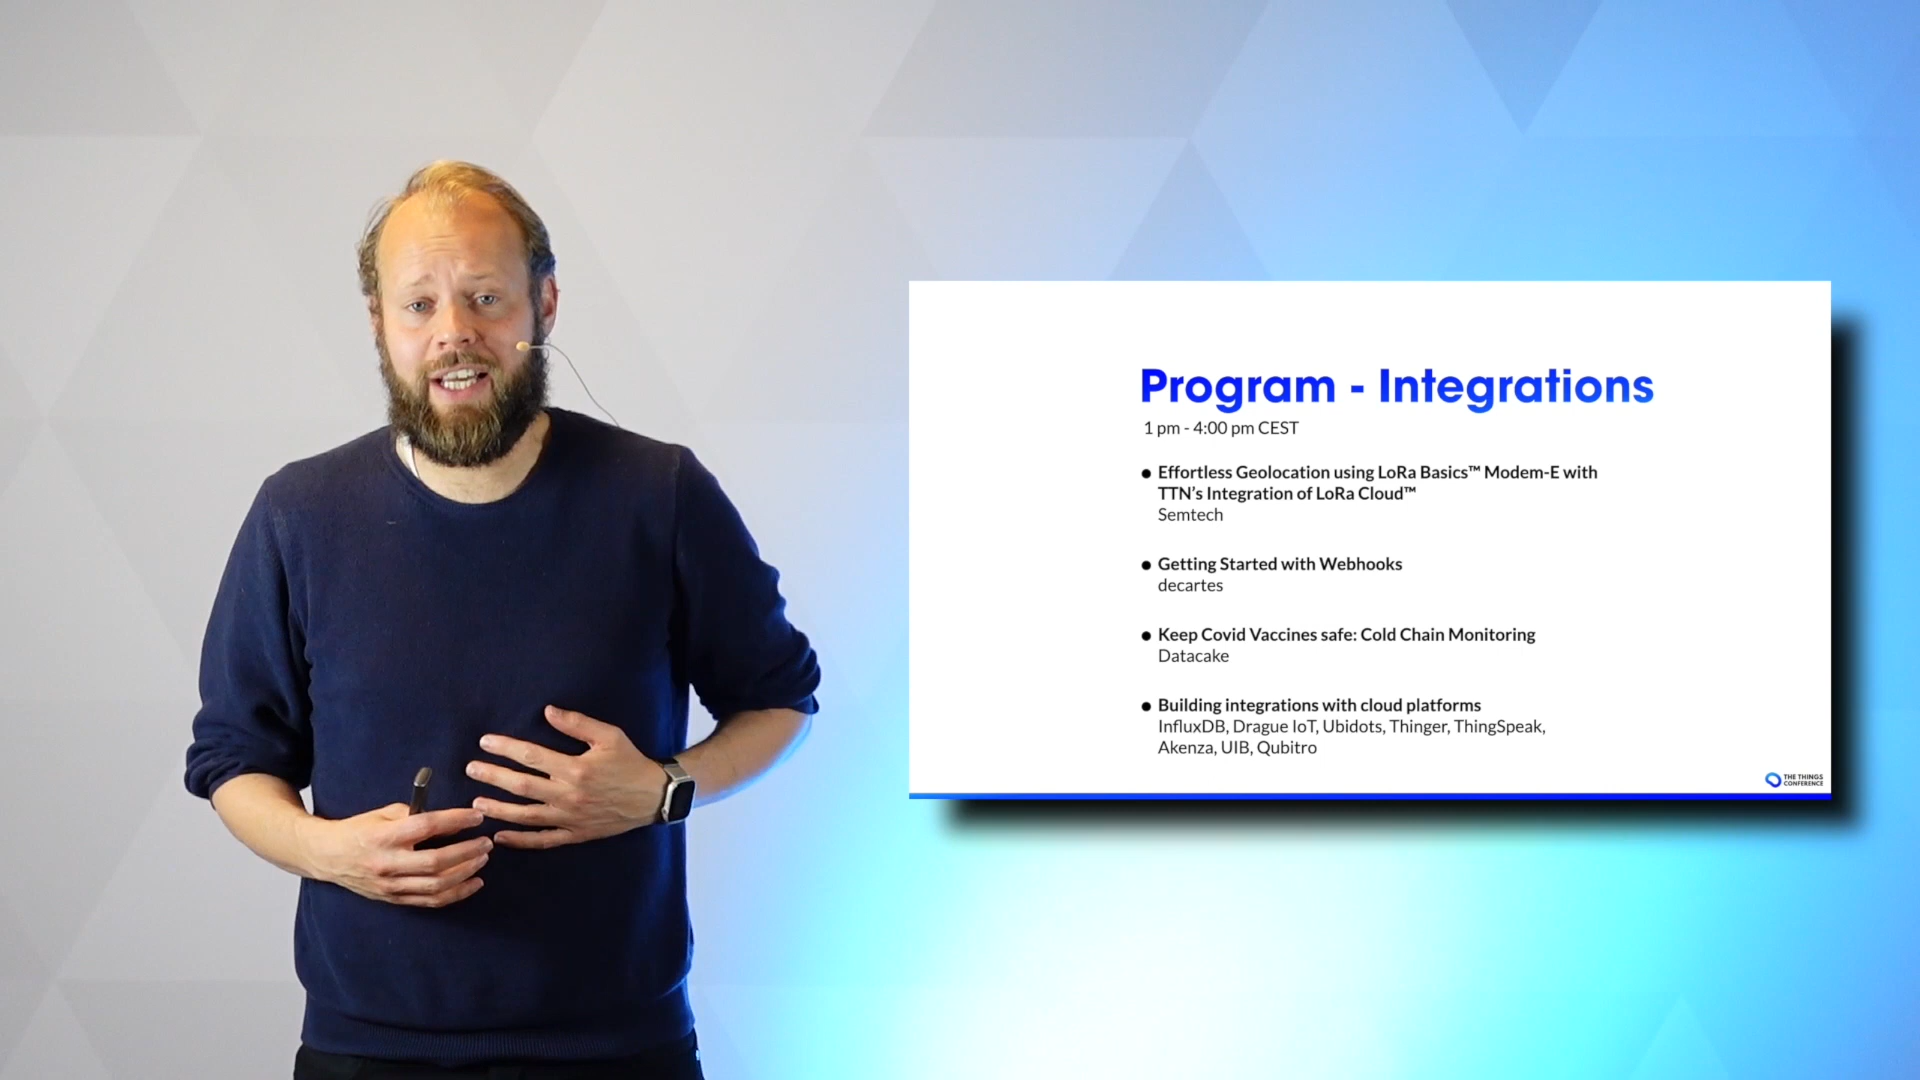 Program - Integrations
1 pm - 4:00 pm CEST
● Effortless Geolocation using LoRa Basics™ Modem-E with
TTN's Integration of LoRa Cloud™
Semtech
● Getting Started with Webhooks
decartes
● Keep Covid Vaccines safe: Cold Chain Monitoring
Datacake
● Building integrations with cloud platforms
InfluxDB, Drague IoT, Ubidots, Thinger, ThingSpeak,
Akenza, UIB, Qubitro
THE THINGS
CONFERENCE